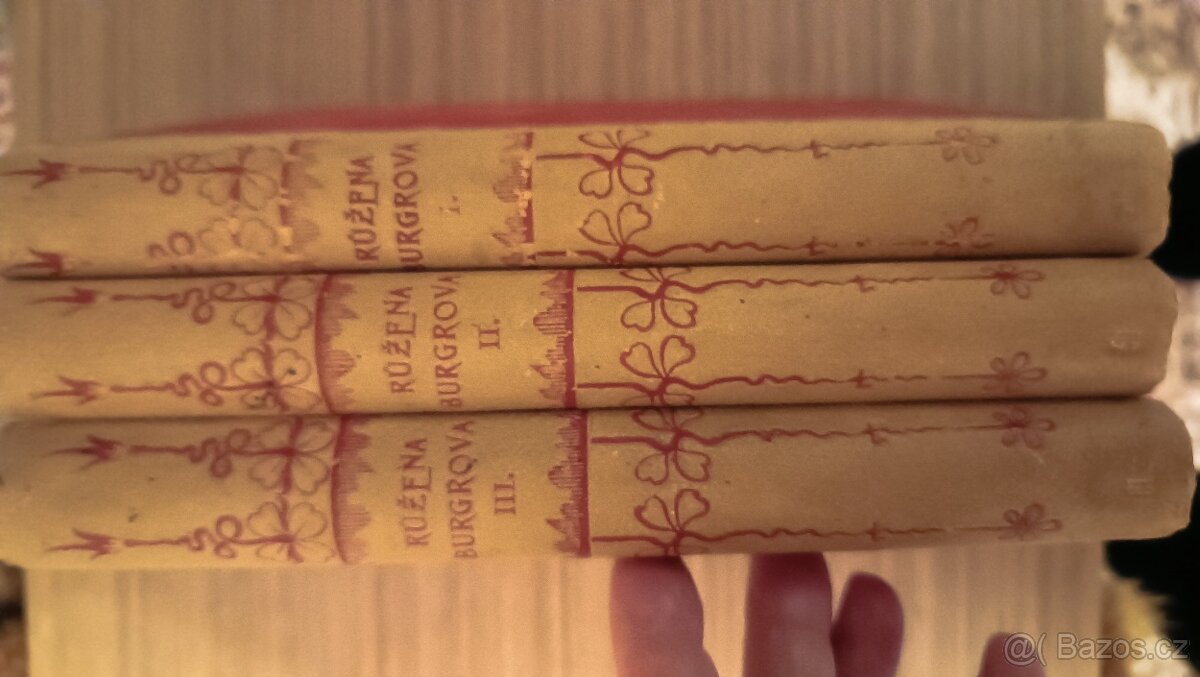 RŮŽENA
BURGROVA
I.
RŮŽENA
BURGROVA
II.
RŮŽENA
BURGROVA
III.
@( Bazos.cz